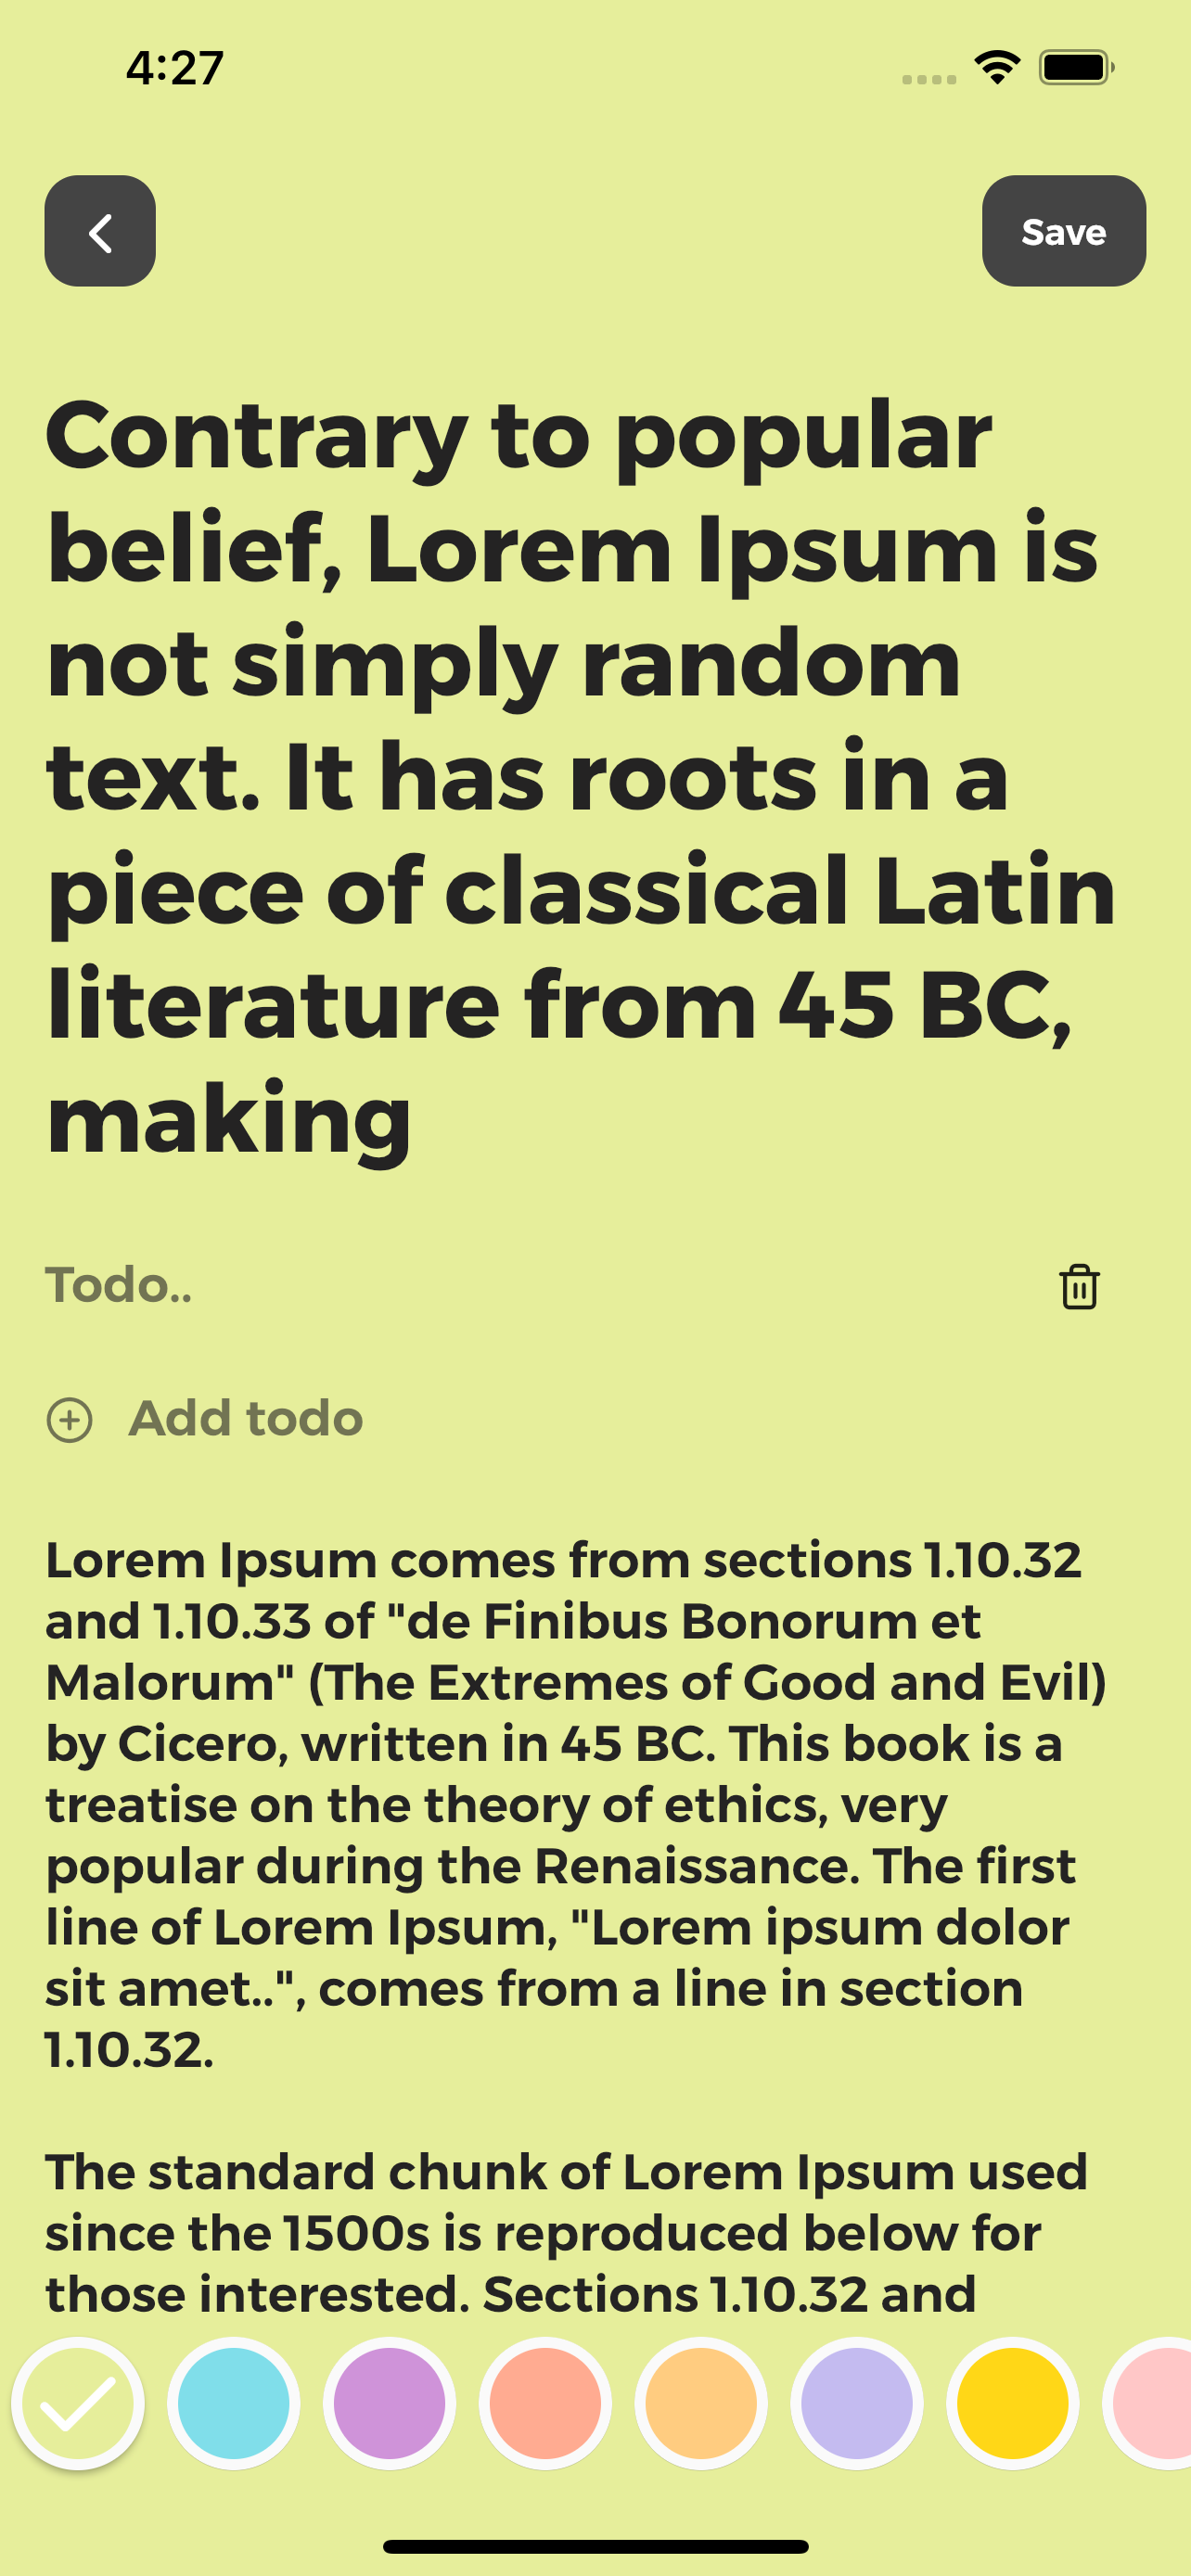 4:27
Save
Contrary to popular
belief, Lorem Ipsum is
not simply random
text. It has roots in a
piece of classical Latin
literature from 45 BC,
making
Todo..
Add todo
Lorem Ipsum comes from sections 1.10.32
and 1.10.33 of "de Finibus Bonorum et
Malorum" (The Extremes of Good and Evil)
by Cicero, written in 45 BC. This book is a
treatise on the theory of ethics, very
popular during the Renaissance. The first
line of Lorem Ipsum, "Lorem ipsum dolor
sit amet..", comes from a line in section
1.10.32.
The standard chunk of Lorem Ipsum used
since the 1500s is reproduced below for
those interested. Sections 1.10.32 and